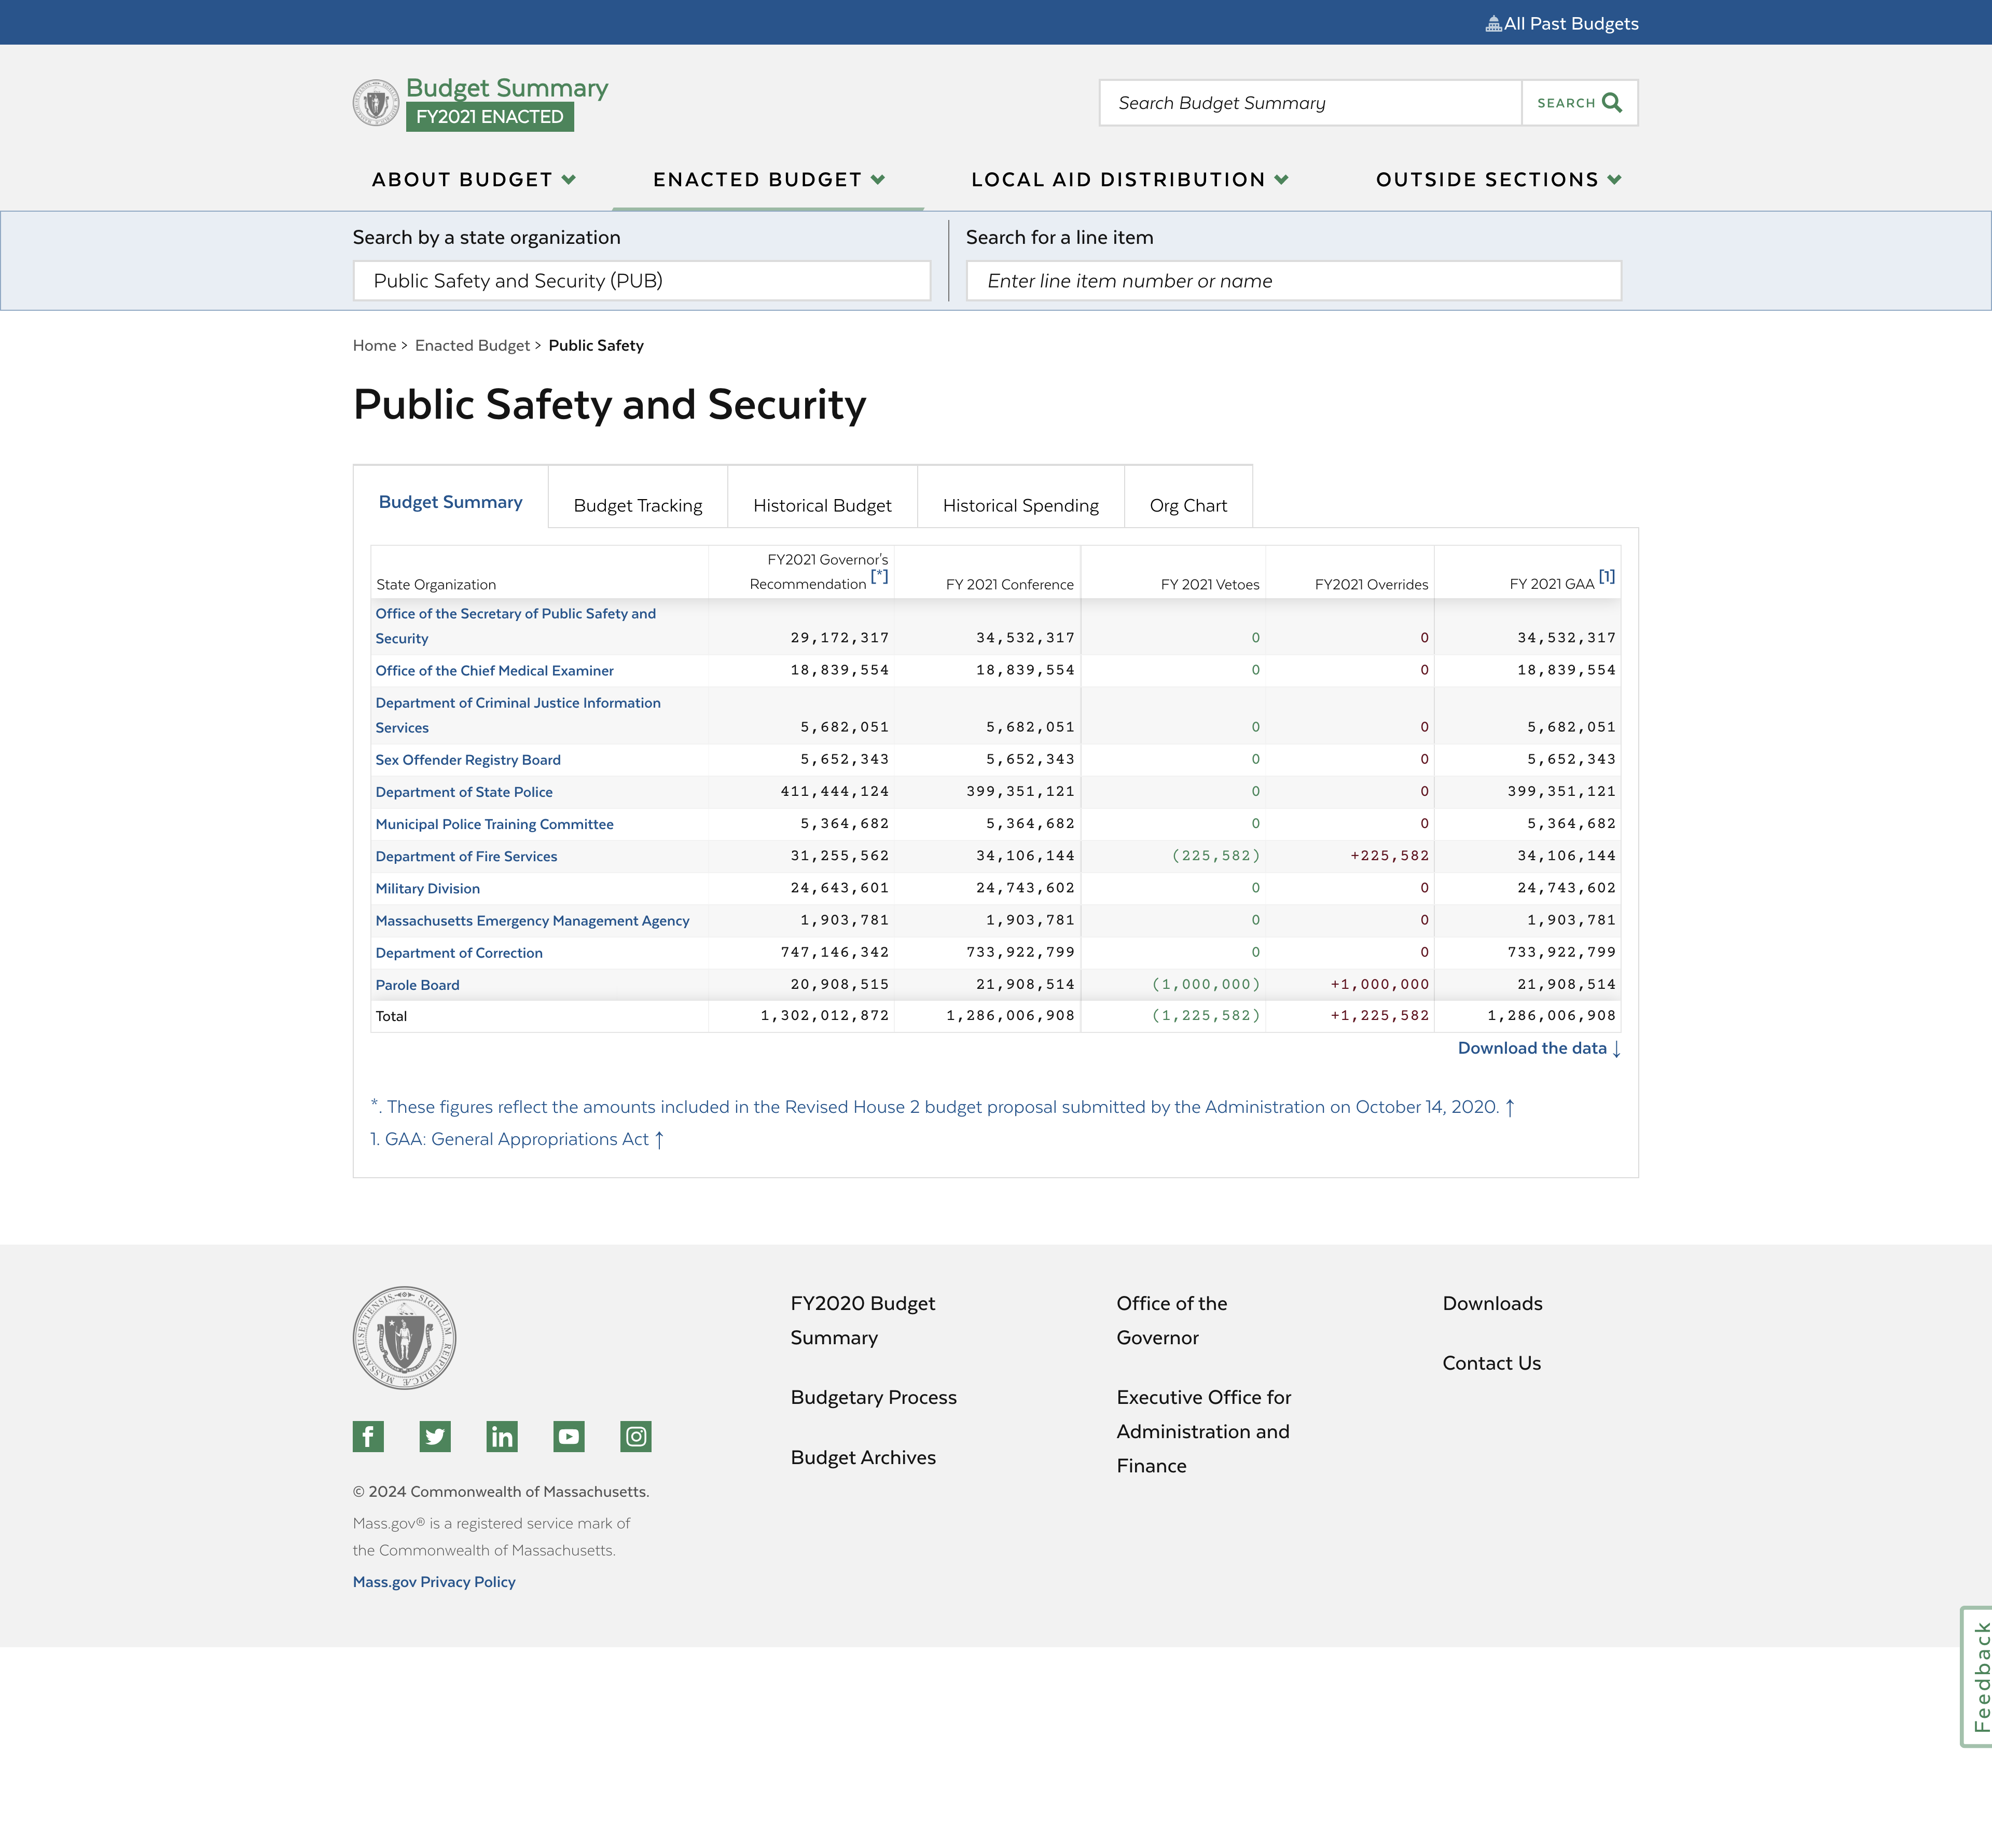 All Past Budgets
Budget Summary
FY2021 ENACTED
Search Budget Summary
SEARCH
ABOUT BUDGET
ENACTED BUDGET
LOCAL AID DISTRIBUTION
OUTSIDE SECTIONS
Search by a state organization
Public Safety and Security (PUB)
Search for a line item
Enter line item number or name
Home > Enacted Budget > Public Safety
Public Safety and Security
Budget Summary
Budget Tracking
Historical Budget
Historical Spending
Org Chart
State Organization
FY2021 Governor's
Recommendation [*]
FY 2021 Conference
FY 2021 Vetoes
FY2021 Overrides
FY 2021 GAA [1]
Office of the Secretary of Public Safety and
Security 29,172,317 34,532,317 0 0 34,532,317
Office of the Chief Medical Examiner 18,839,554 18,839,554 0 0 18,839,554
Department of Criminal Justice Information
Services 5,682,051 5,682,051 0 0 5,682,051
Sex Offender Registry Board 5,652,343 5,652,343 0 0 5,652,343
Department of State Police 411,444,124 399,351,121 0 0 399,351,121
Municipal Police Training Committee 5,364,682 5,364,682 0 0 5,364,682
Department of Fire Services 31,255,562 34,106,144 (225,582) +225,582 34,106,144
Military Division 24,643,601 24,743,602 0 0 24,743,602
Massachusetts Emergency Management Agency 1,903,781 1,903,781 0 0 1,903,781
Department of Correction 747,146,342 733,922,799 0 0 733,922,799
Parole Board 20,908,515 21,908,514 (1,000,000) +1,000,000 21,908,514
Total 1,302,012,872 1,286,006,908 (1,225,582) +1,225,582 1,286,006,908
Download the data ↓
*. These figures reflect the amounts included in the Revised House 2 budget proposal submitted by the Administration on October 14, 2020. ↑
1. GAA: General Appropriations Act ↑
SIGILLUM REIPUBLICÆ MASSACHUSETTENSIS
© 2024 Commonwealth of Massachusetts.
Mass.gov® is a registered service mark of
the Commonwealth of Massachusetts.
Mass.gov Privacy Policy
FY2020 Budget
Summary
Budgetary Process
Budget Archives
Office of the
Governor
Executive Office for
Administration and
Finance
Downloads
Contact Us
Feedback